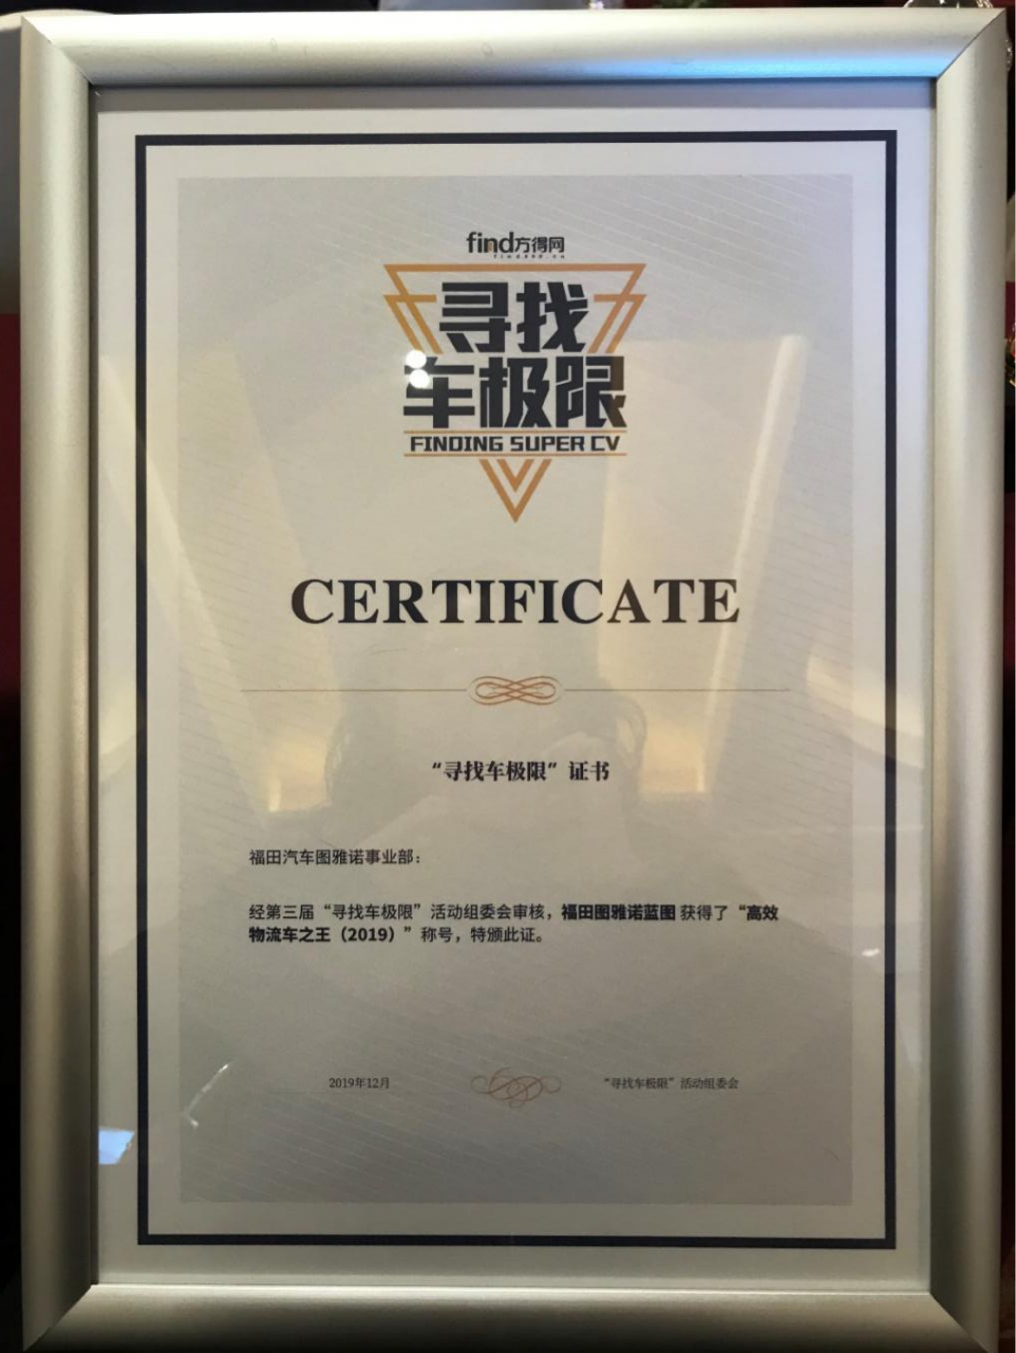 find方得网
寻找
车极限
FINDING SUPER CV
CERTIFICATE
“寻找车极限”证书
福田汽车图雅诺事业部：
经第三届“寻找车极限”活动组委会审核，福田图雅诺蓝图 获得了“高效
物流车之王（2019）”称号，特颁此证。
2019年12月
“寻找车极限”活动组委会